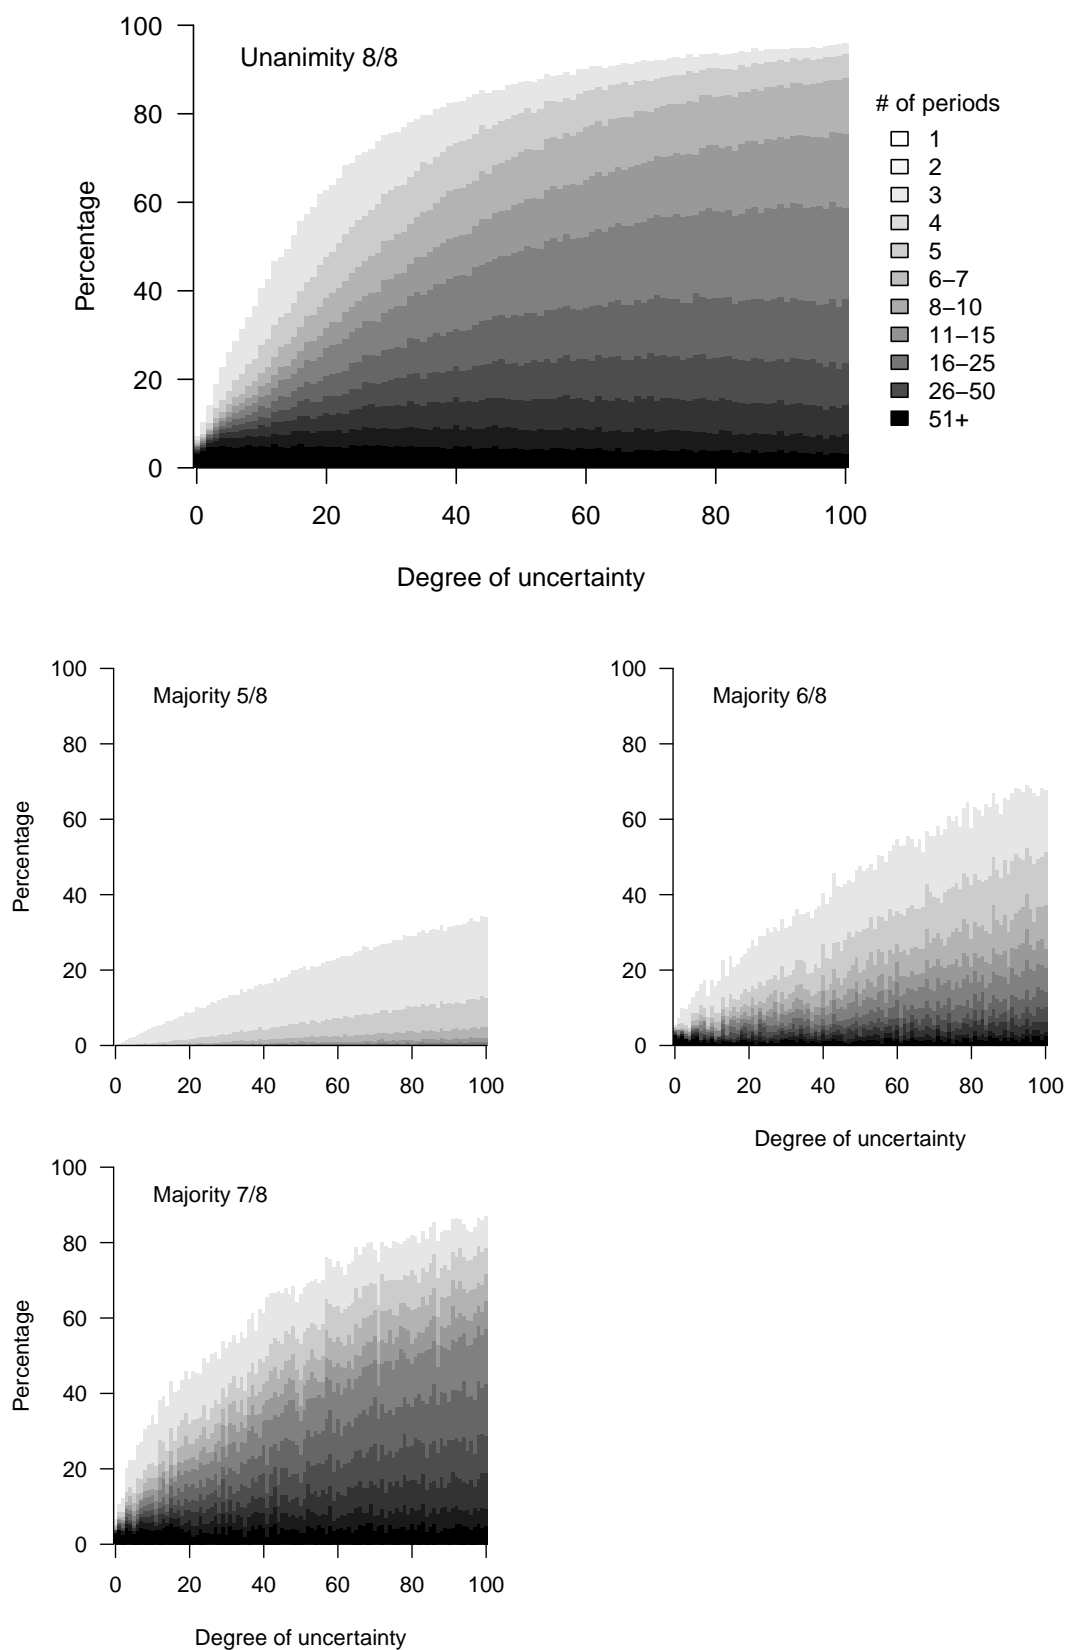 Unanimity 8/8
Percentage
100
80
60
40
20
0
0 20 40 60 80 100
Degree of uncertainty
# of periods
1
2
3
4
5
6−7
8−10
11−15
16−25
26−50
51+
Majority 5/8
Percentage
100
80
60
40
20
0
0 20 40 60 80 100
Majority 6/8
100
80
60
40
20
0
0 20 40 60 80 100
Degree of uncertainty
Majority 7/8
Percentage
100
80
60
40
20
0
0 20 40 60 80 100
Degree of uncertainty